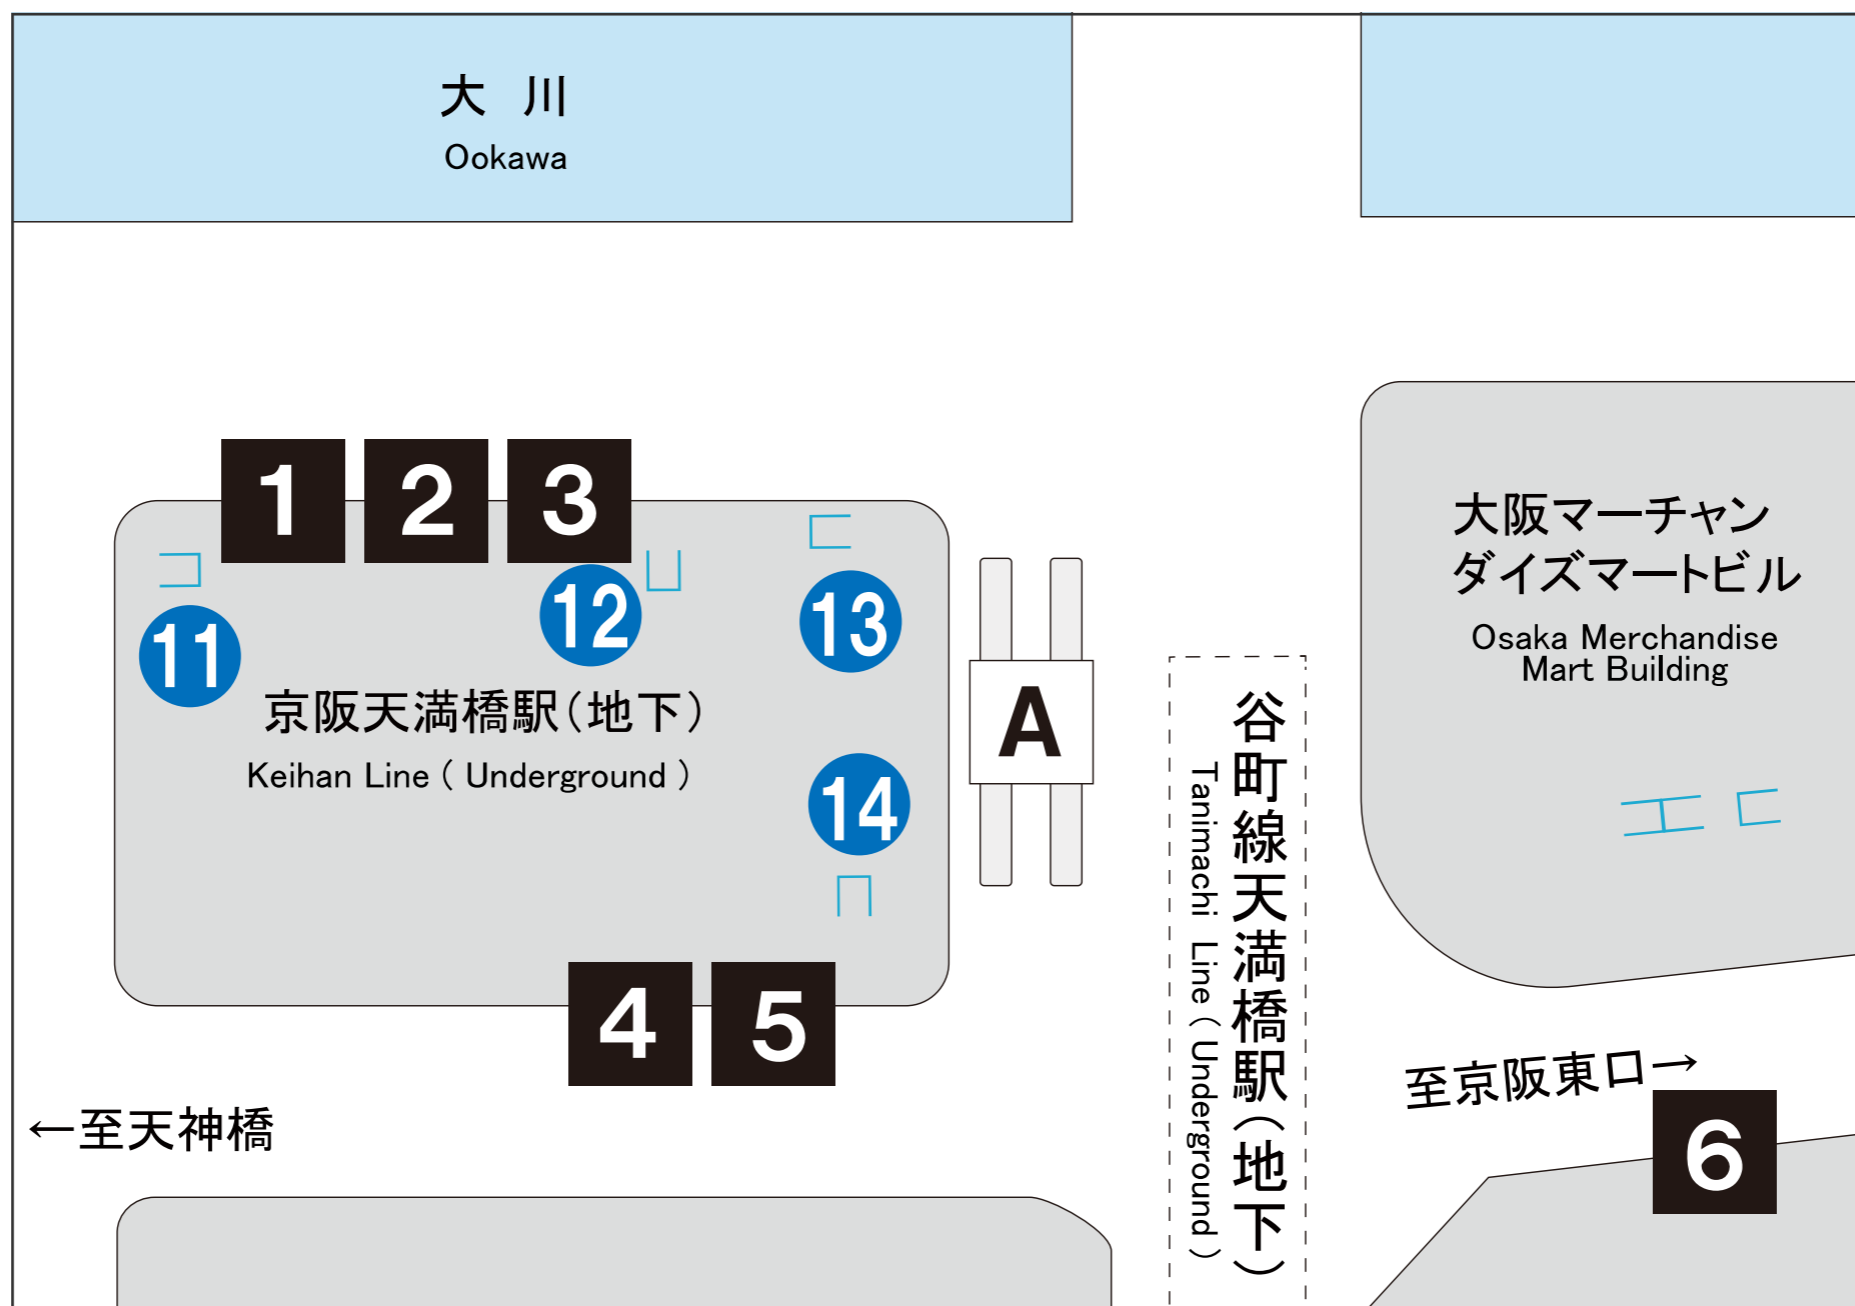 大 川
Ookawa
1 2 3
11
12
13
京阪天満橋駅（地下）
Keihan Line ( Underground )
14
A
4 5
谷町線天満橋駅（地下）
Tanimachi Line ( Underground )
大阪マーチャン
ダイズマートビル
Osaka Merchandise
Mart Building
至京阪東口→
6
←至天神橋